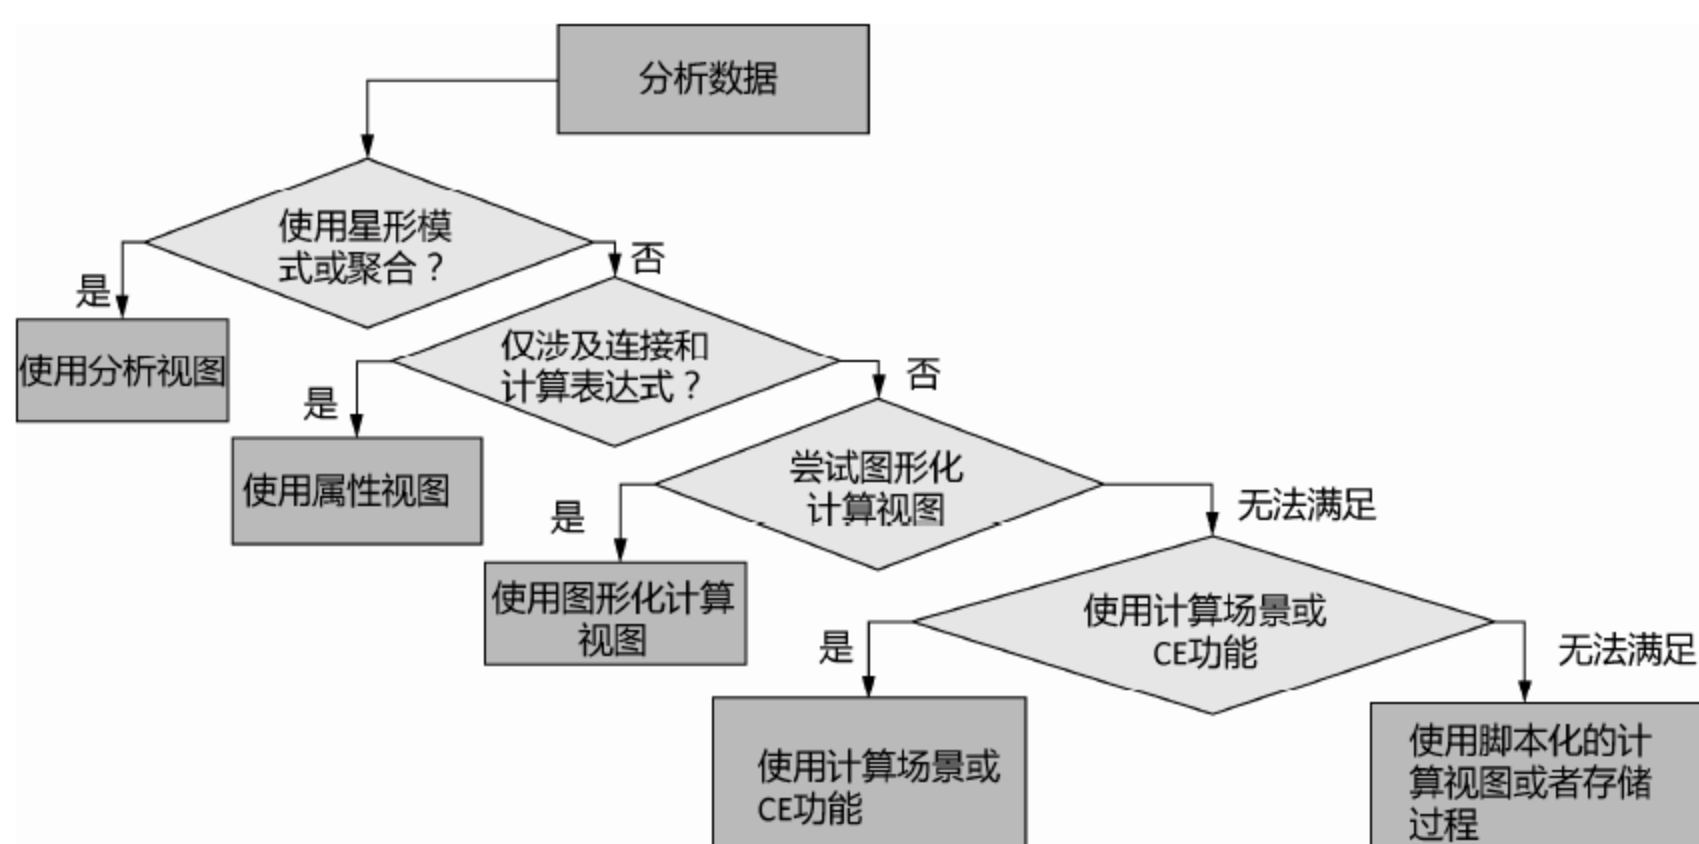 分析数据
使用星形模
式或聚合？
否
是
使用分析视图
仅涉及连接和
计算表达式？
否
是
使用属性视图
尝试图形化
计算视图
无法满足
是
使用图形化计算
视图
使用计算场景或
CE功能
是
无法满足
使用计算场景或
CE功能
使用脚本化的计
算视图或者存储
过程